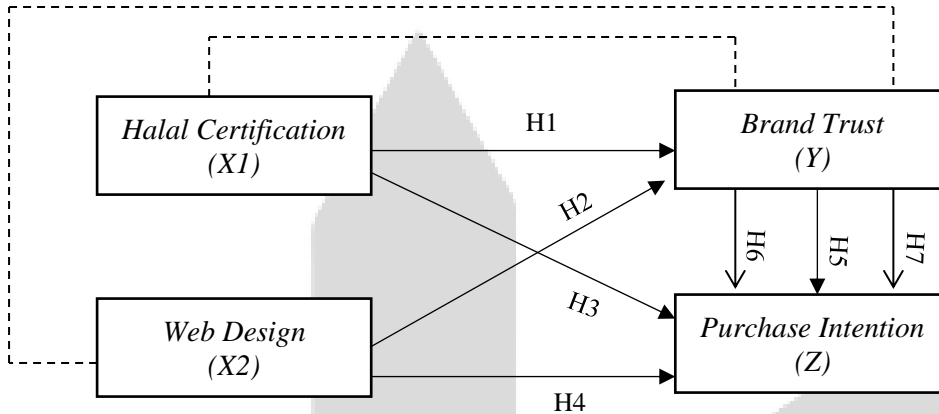 Halal Certification
(X1)
H1
Brand Trust
(Y)
H2
H6
H5
H7
H3
Web Design
(X2)
Purchase Intention
(Z)
H4